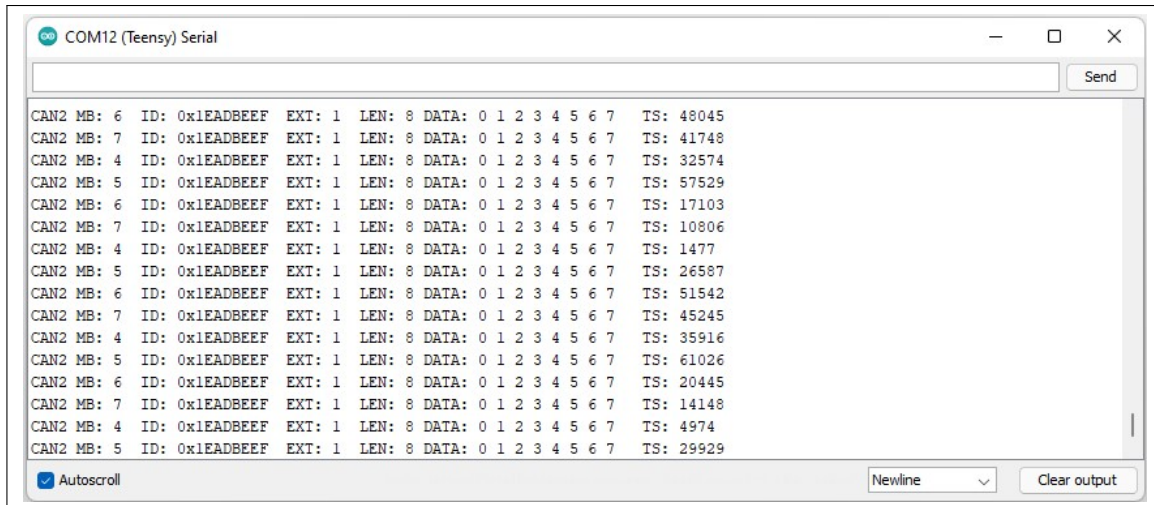 COM12 (Teensy) Serial
Send
CAN2 MB: 6 ID: 0x1EADBEEF EXT: 1 LEN: 8 DATA: 0 1 2 3 4 5 6 7 TS: 48045
CAN2 MB: 7 ID: 0x1EADBEEF EXT: 1 LEN: 8 DATA: 0 1 2 3 4 5 6 7 TS: 41748
CAN2 MB: 4 ID: 0x1EADBEEF EXT: 1 LEN: 8 DATA: 0 1 2 3 4 5 6 7 TS: 32574
CAN2 MB: 5 ID: 0x1EADBEEF EXT: 1 LEN: 8 DATA: 0 1 2 3 4 5 6 7 TS: 57529
CAN2 MB: 6 ID: 0x1EADBEEF EXT: 1 LEN: 8 DATA: 0 1 2 3 4 5 6 7 TS: 17103
CAN2 MB: 7 ID: 0x1EADBEEF EXT: 1 LEN: 8 DATA: 0 1 2 3 4 5 6 7 TS: 10806
CAN2 MB: 4 ID: 0x1EADBEEF EXT: 1 LEN: 8 DATA: 0 1 2 3 4 5 6 7 TS: 1477
CAN2 MB: 5 ID: 0x1EADBEEF EXT: 1 LEN: 8 DATA: 0 1 2 3 4 5 6 7 TS: 26587
CAN2 MB: 6 ID: 0x1EADBEEF EXT: 1 LEN: 8 DATA: 0 1 2 3 4 5 6 7 TS: 51542
CAN2 MB: 7 ID: 0x1EADBEEF EXT: 1 LEN: 8 DATA: 0 1 2 3 4 5 6 7 TS: 45245
CAN2 MB: 4 ID: 0x1EADBEEF EXT: 1 LEN: 8 DATA: 0 1 2 3 4 5 6 7 TS: 35916
CAN2 MB: 5 ID: 0x1EADBEEF EXT: 1 LEN: 8 DATA: 0 1 2 3 4 5 6 7 TS: 61026
CAN2 MB: 6 ID: 0x1EADBEEF EXT: 1 LEN: 8 DATA: 0 1 2 3 4 5 6 7 TS: 20445
CAN2 MB: 7 ID: 0x1EADBEEF EXT: 1 LEN: 8 DATA: 0 1 2 3 4 5 6 7 TS: 14148
CAN2 MB: 4 ID: 0x1EADBEEF EXT: 1 LEN: 8 DATA: 0 1 2 3 4 5 6 7 TS: 4974
CAN2 MB: 5 ID: 0x1EADBEEF EXT: 1 LEN: 8 DATA: 0 1 2 3 4 5 6 7 TS: 29929
Autoscroll Newline Clear output